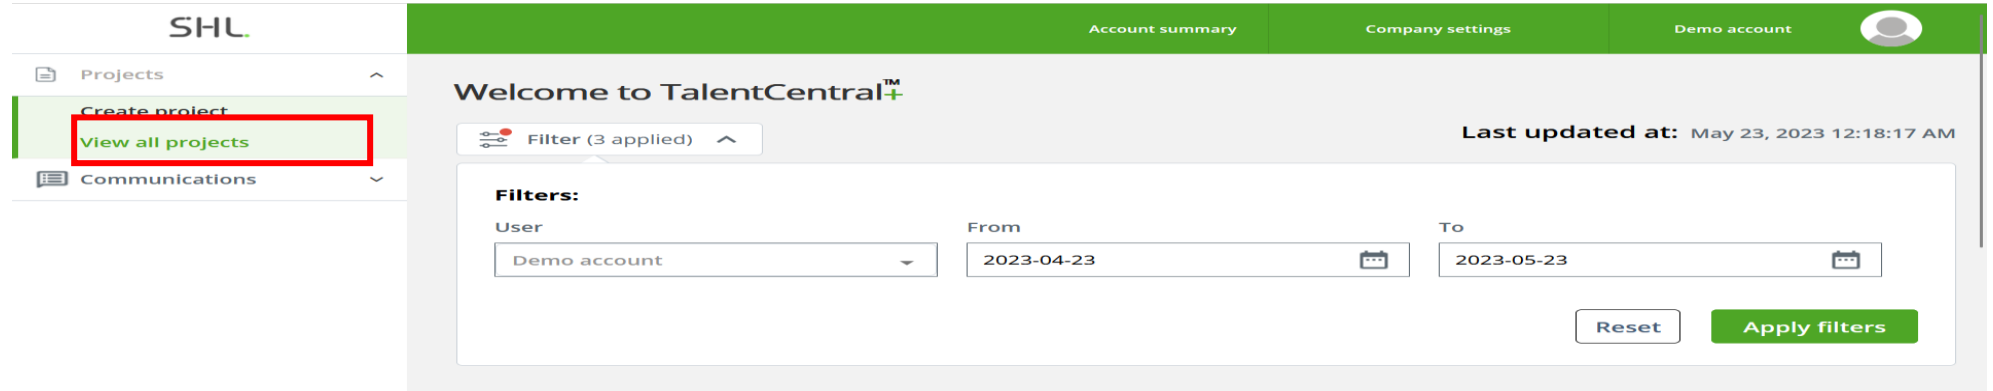 SHL.
Account summary
Company settings
Demo account
Projects
Create project
View all projects
Communications
Welcome to TalentCentral+™
Filter (3 applied)
Last updated at: May 23, 2023 12:18:17 AM
Filters:
User
From
To
Demo account
2023-04-23
2023-05-23
Reset
Apply filters